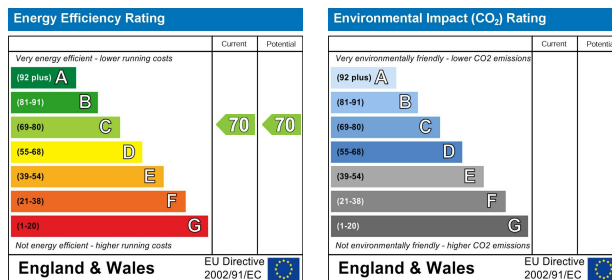 Energy Efficiency Rating
Current Potential
Very energy efficient - lower running costs
(92 plus) A
(81-91) B
(69-80) C 70 70
(55-68) D
(39-54) E
(21-38) F
(1-20) G
Not energy efficient - higher running costs
England & Wales
EU Directive
2002/91/EC
Environmental Impact (CO₂) Rating
Current Potential
Very environmentally friendly - lower CO2 emissions
(92 plus) A
(81-91) B
(69-80) C
(55-68) D
(39-54) E
(21-38) F
(1-20) G
Not environmentally friendly - higher CO2 emissions
England & Wales
EU Directive
2002/91/EC